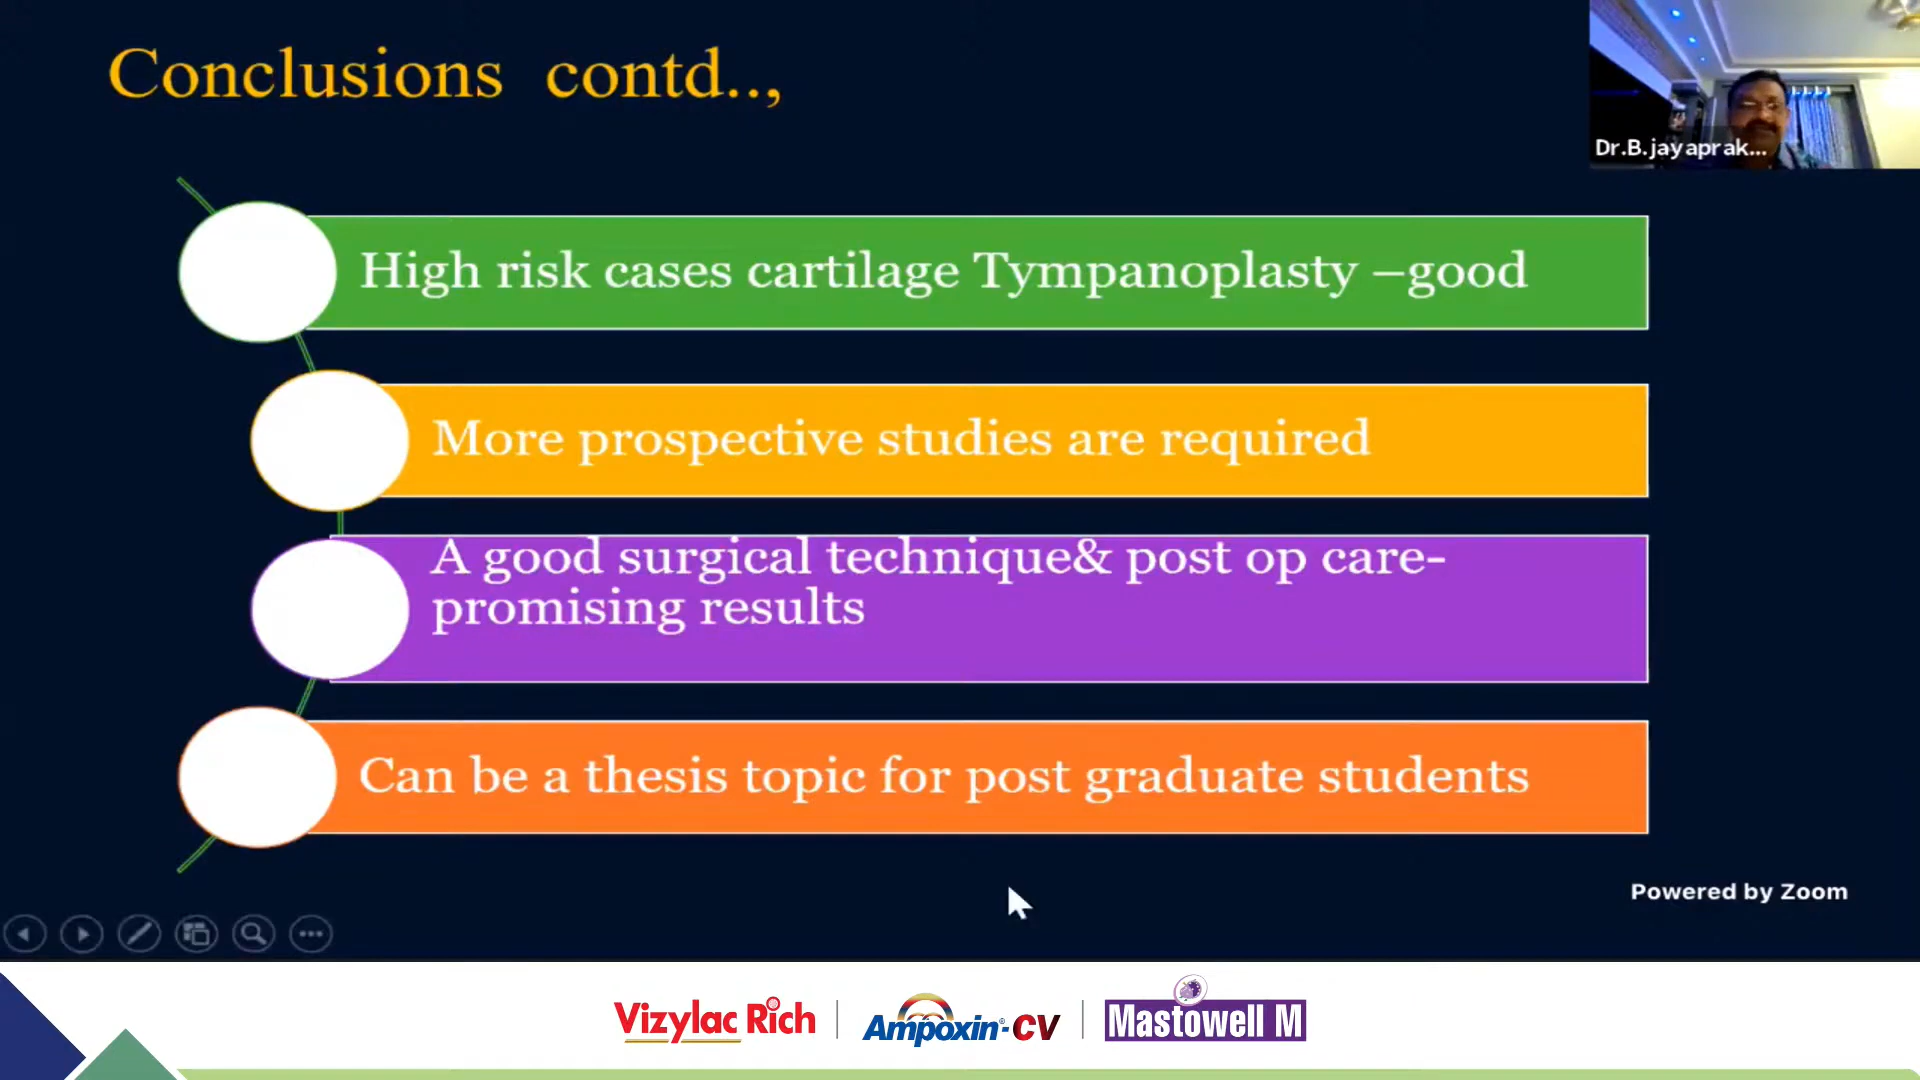 Conclusions contd..,
Dr.B.jayaprak...
High risk cases cartilage Tympanoplasty –good
More prospective studies are required
A good surgical technique& post op care-
promising results
Can be a thesis topic for post graduate students
Powered by Zoom
Vizylac Rich
Ampoxin®-CV
Mastowell M